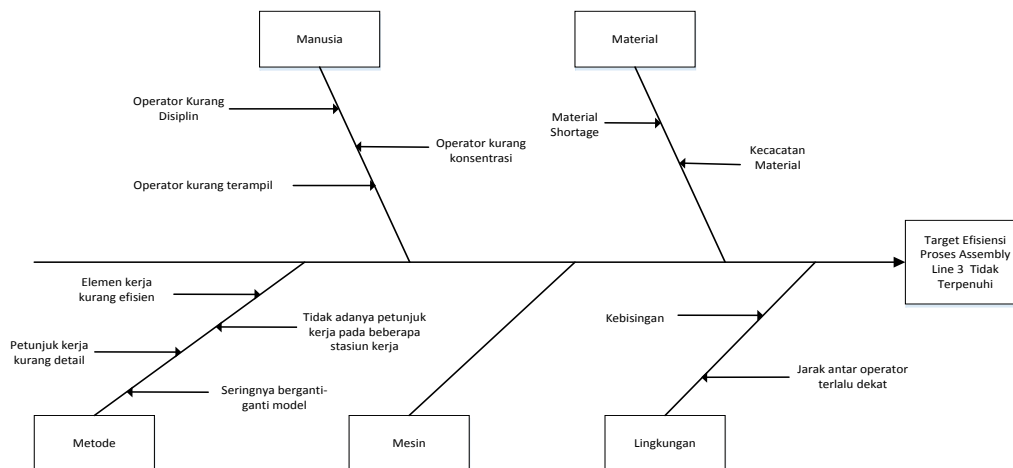 Manusia
Material
Operator Kurang
Disiplin
Operator kurang
konsentrasi
Operator kurang terampil
Material
Shortage
Kecacatan
Material
Target Efisiensi
Proses Assembly
Line 3 Tidak
Terpenuhi
Elemen kerja
kurang efisien
Tidak adanya petunjuk
kerja pada beberapa
stasiun kerja
Petunjuk kerja
kurang detail
Seringnya berganti-
ganti model
Kebisingan
Jarak antar operator
terlalu dekat
Metode
Mesin
Lingkungan